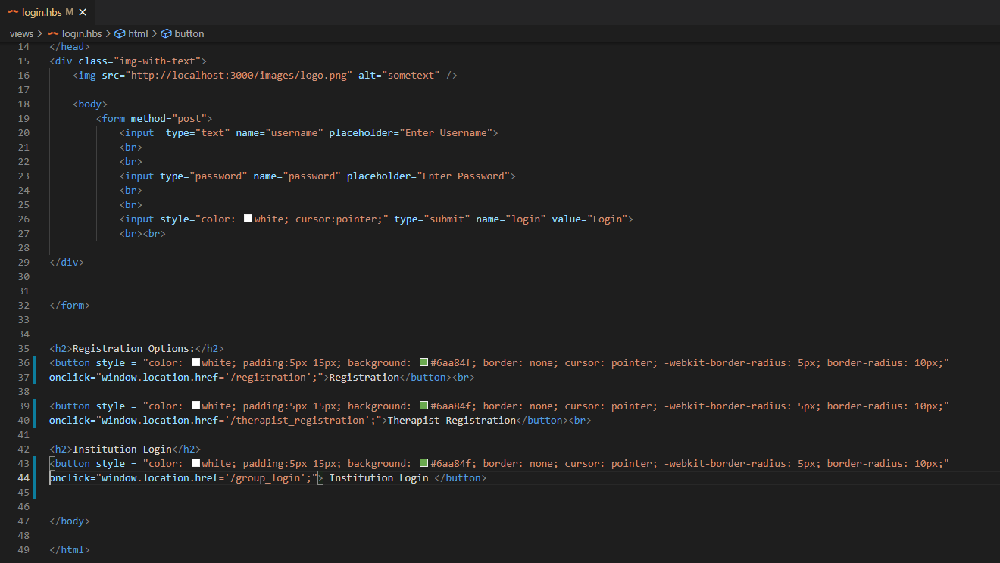 login.hbs M ×
views > login.hbs > html > button
14 </head>
15 <div class="img-with-text">
16 <img src="http://localhost:3000/images/logo.png" alt="sometext" />
17
18 <body>
19 <form method="post">
20 <input  type="text" name="username" placeholder="Enter Username">
21 <br>
22 <br>
23 <input type="password" name="password" placeholder="Enter Password">
24 <br>
25 <br>
26 <input style="color: white; cursor:pointer;" type="submit" name="login" value="Login">
27 <br><br>
28
29 </div>
30
31
32 </form>
33
34
35 <h2>Registration Options:</h2>
36 <button style = "color: white; padding:5px 15px; background: #6aa84f; border: none; cursor: pointer; -webkit-border-radius: 5px; border-radius: 10px;"
37 onclick="window.location.href='/registration';">Registration</button><br>
38
39 <button style = "color: white; padding:5px 15px; background: #6aa84f; border: none; cursor: pointer; -webkit-border-radius: 5px; border-radius: 10px;"
40 onclick="window.location.href='/therapist_registration';">Therapist Registration</button><br>
41
42 <h2>Institution Login</h2>
43 <button style = "color: white; padding:5px 15px; background: #6aa84f; border: none; cursor: pointer; -webkit-border-radius: 5px; border-radius: 10px;"
44 onclick="window.location.href='/group_login';"> Institution Login </button>
45
46
47 </body>
48
49 </html>